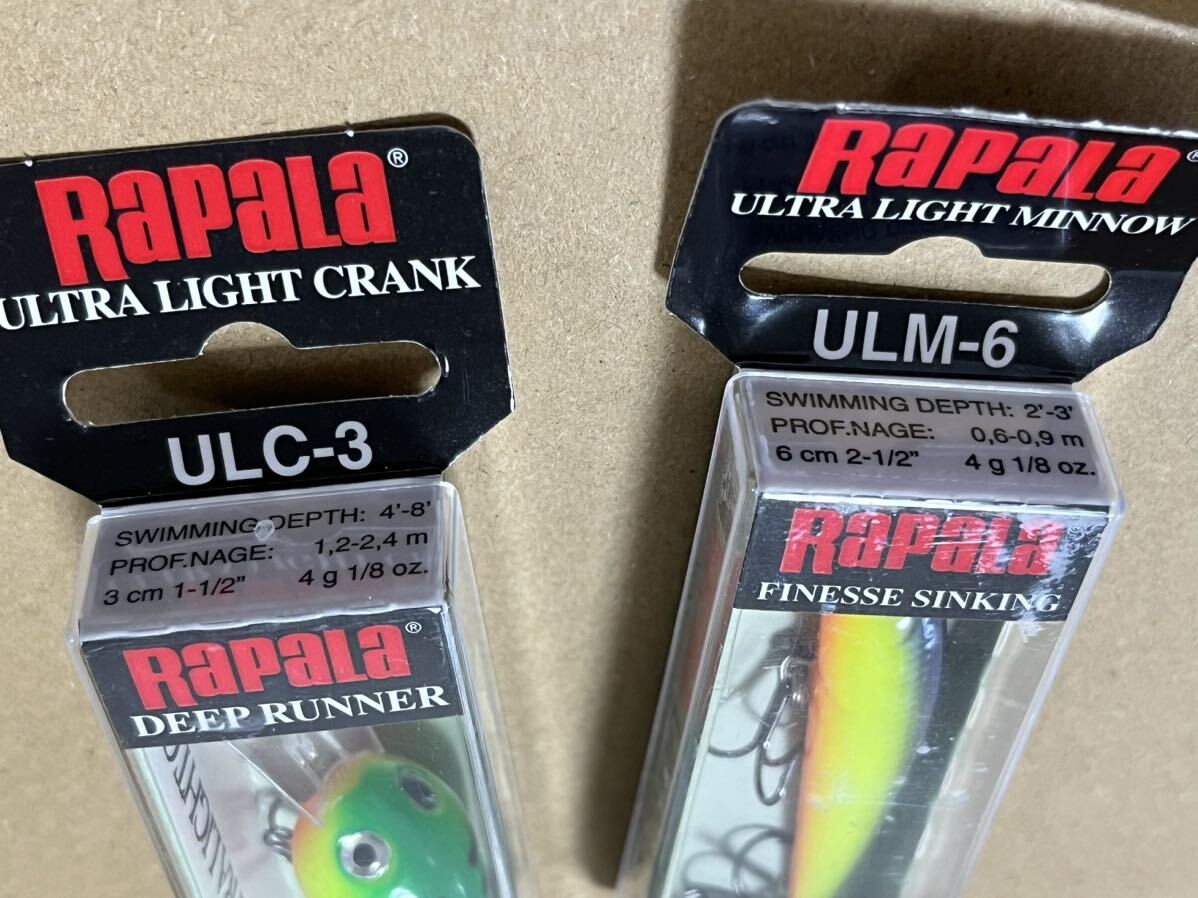 RAPALA®
ULTRA LIGHT CRANK
ULC-3
SWIMMING DEPTH: 4'-8'
PROF.NAGE: 1,2-2,4 m
3 cm 1-1/2" 4 g 1/8 oz.
RAPALA®
DEEP RUNNER
RAPALA®
ULTRA LIGHT MINNOW
ULM-6
SWIMMING DEPTH: 2'-3'
PROF.NAGE: 0,6-0,9 m
6 cm 2-1/2" 4 g 1/8 oz.
RAPALA
FINESSE SINKING